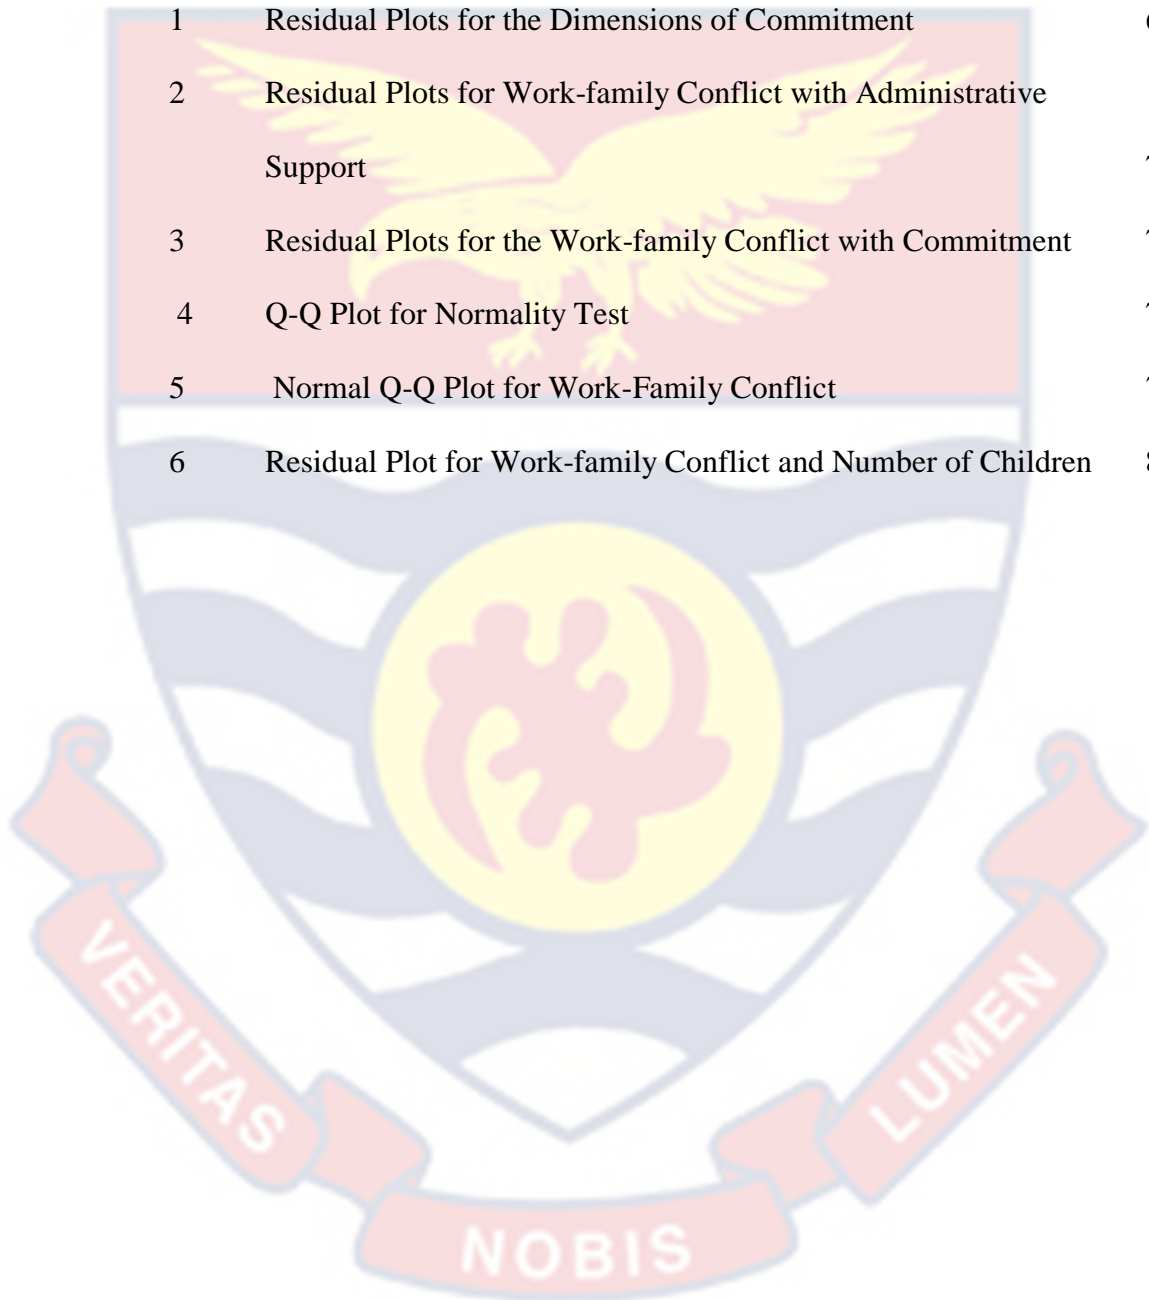 1 Residual Plots for the Dimensions of Commitment
2 Residual Plots for Work-family Conflict with Administrative
Support
3 Residual Plots for the Work-family Conflict with Commitment
4 Q-Q Plot for Normality Test
5 Normal Q-Q Plot for Work-Family Conflict
6 Residual Plot for Work-family Conflict and Number of Children 8
VERITAS
NOBIS
LUMEN